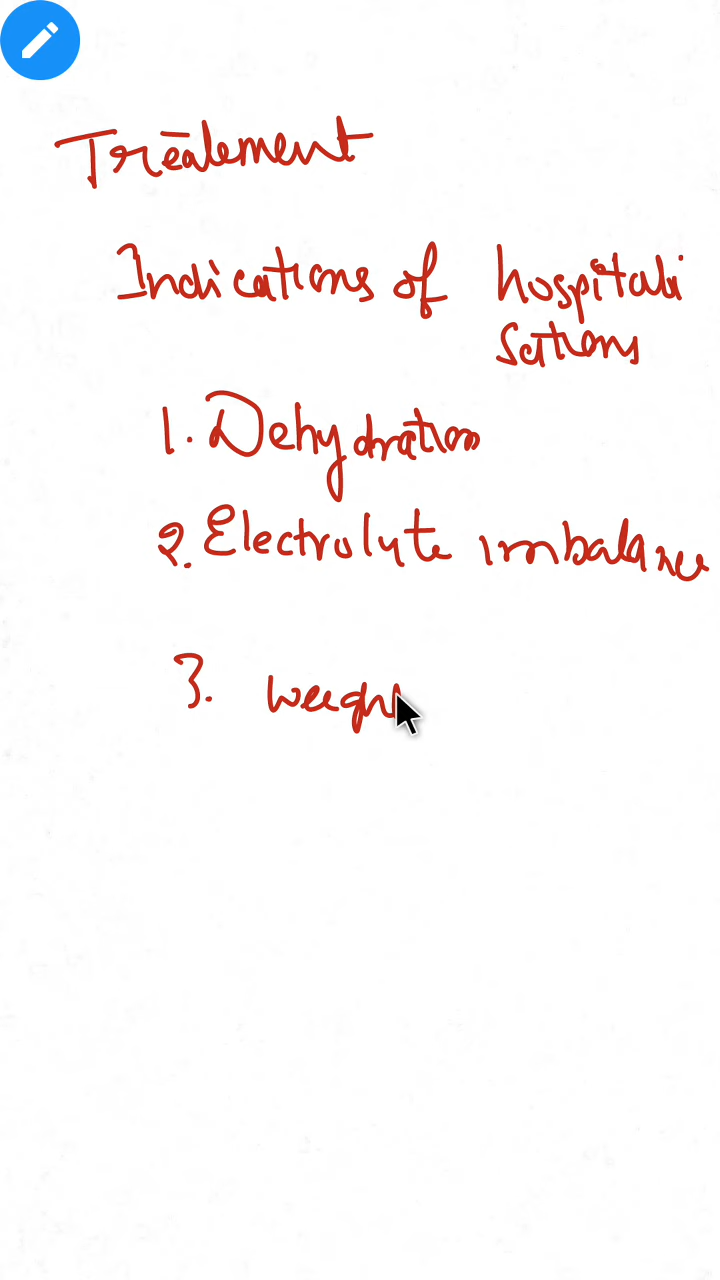 Treatement
Indications of hospitali
sations
1. Dehydration
2. Electrolyte imbalance
3. weigh